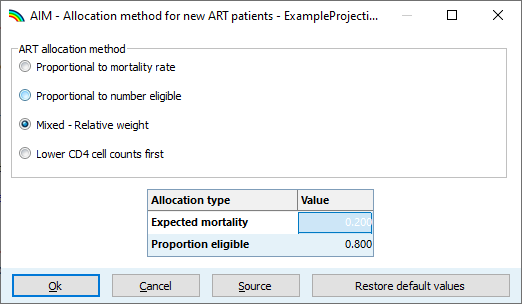 AIM - Allocation method for new ART patients - ExampleProjecti...
ART allocation method
Proportional to mortality rate
Proportional to number eligible
Mixed - Relative weight
Lower CD4 cell counts first
Allocation type Value
Expected mortality 0.200
Proportion eligible 0.800
Ok Cancel Source Restore default values